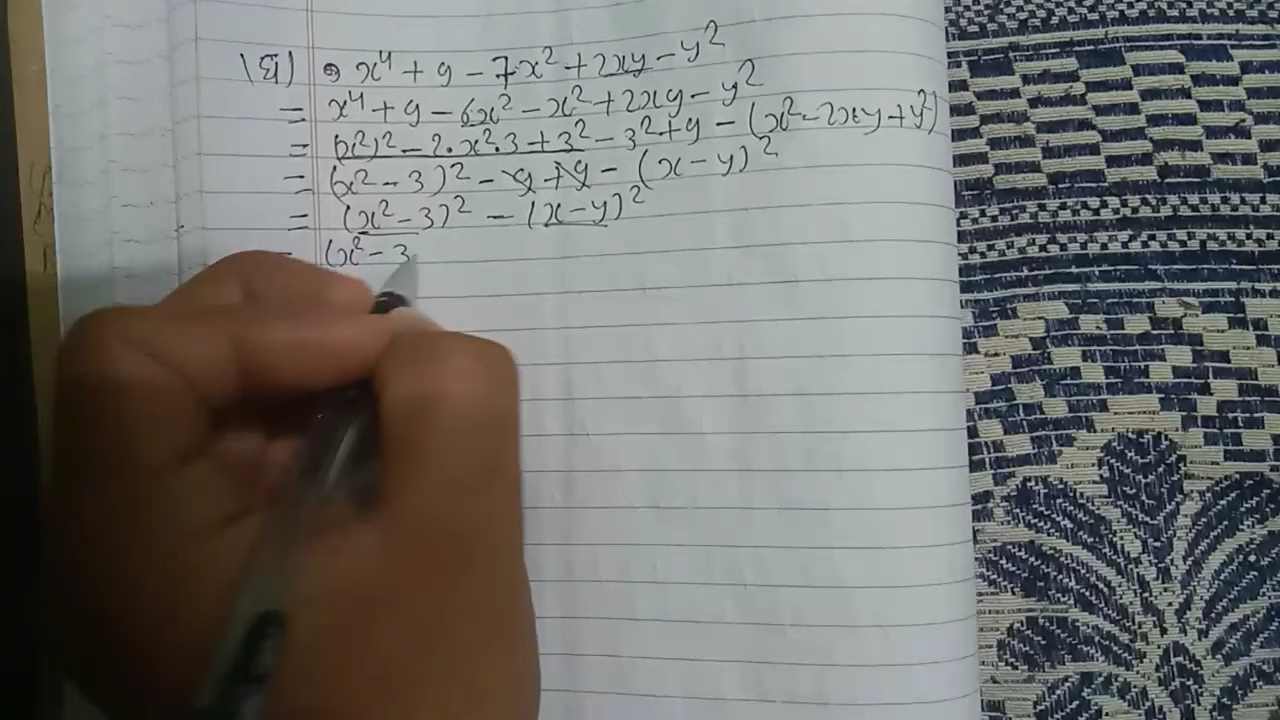 (घ) x⁴ + 9 - 7x² + 2xy - y²
= x⁴ + 9 - 6x² - x² + 2xy - y²
= (x²)² - 2·x²·3 + 3² - 3² + 9 - (x² - 2xy + y²)
= (x² - 3)² - 9 + 9 - (x - y)²
= (x² - 3)² - (x - y)²
= (x² - 3